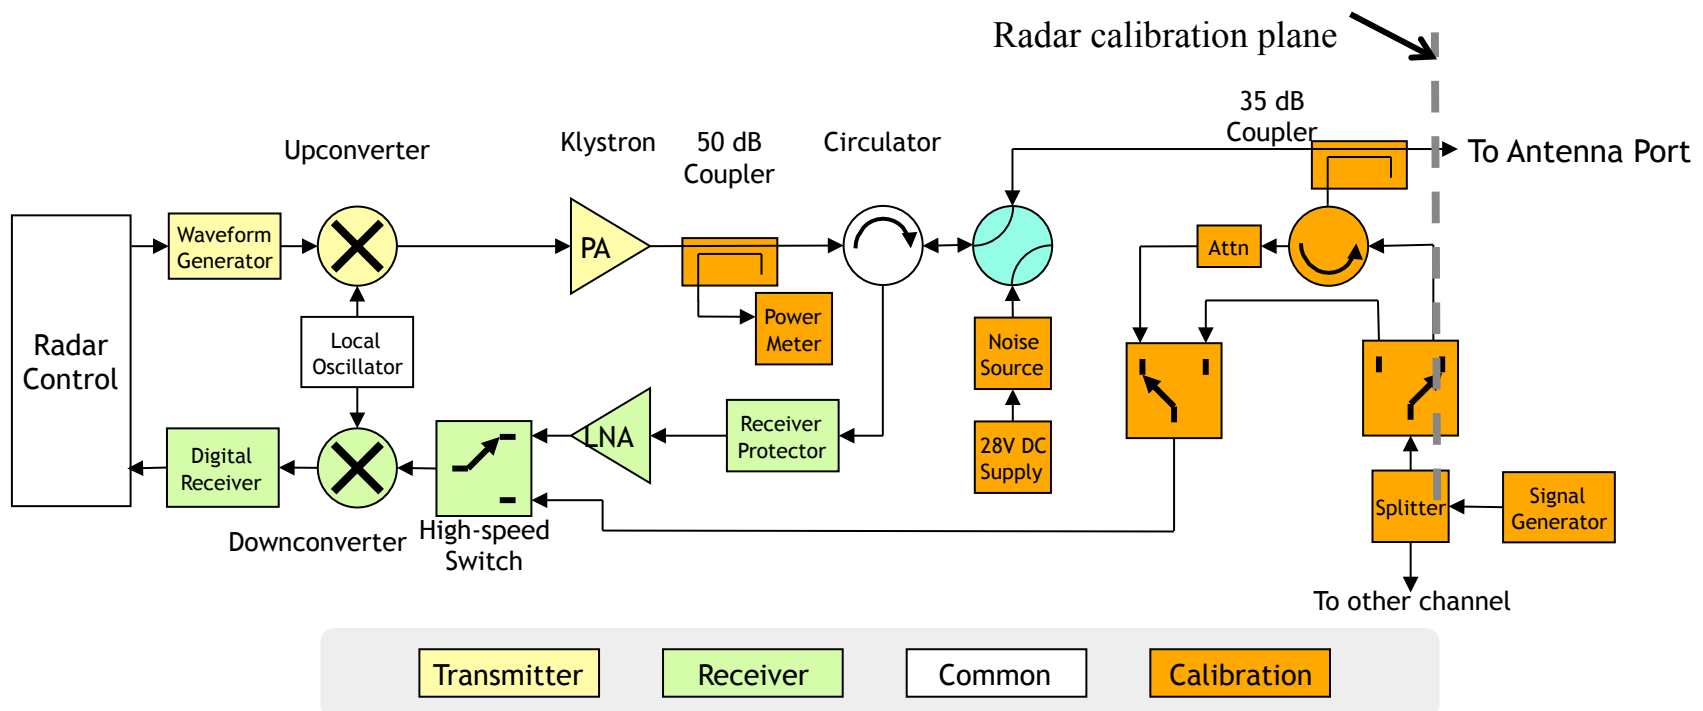 Radar calibration plane
35 dB
Coupler
Upconverter
Klystron
50 dB
Coupler
Circulator
To Antenna Port
Waveform
Generator
PA
Attn
Power
Meter
Local
Oscillator
Noise
Source
Radar
Control
LNA
Receiver
Protector
28V DC
Supply
Digital
Receiver
Splitter
Signal
Generator
Downconverter
High-speed
Switch
To other channel
Transmitter
Receiver
Common
Calibration